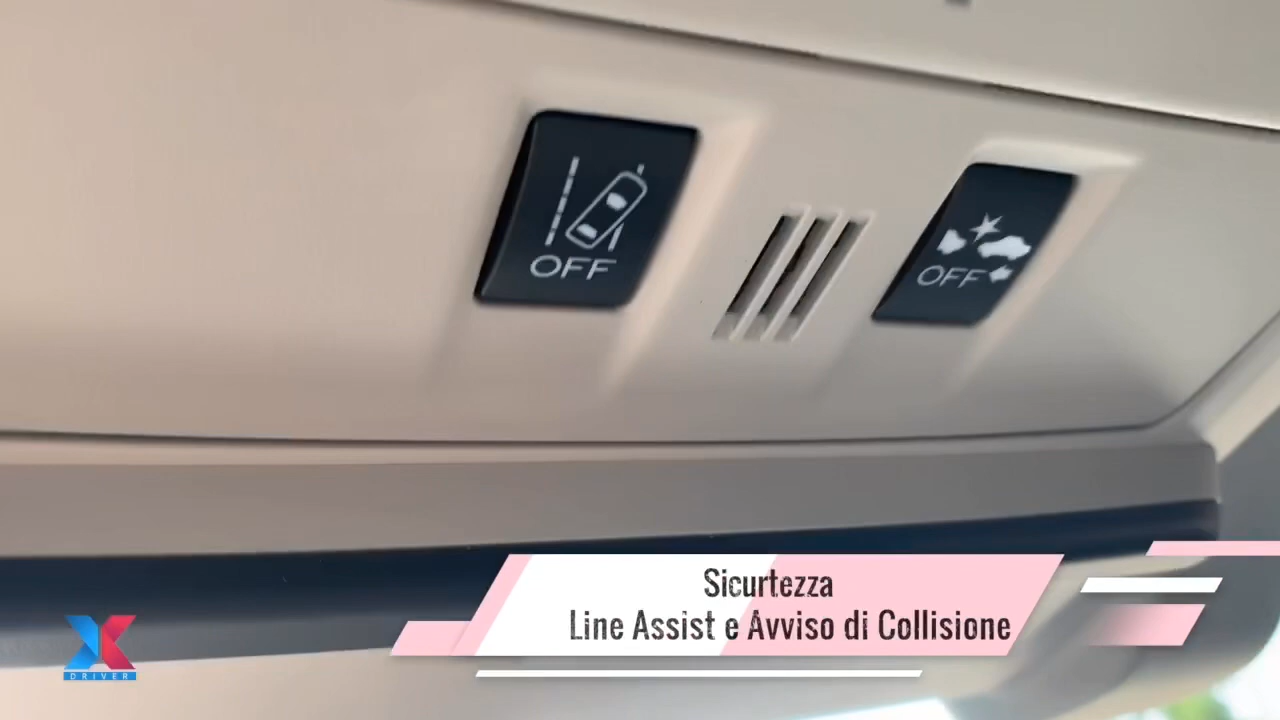 OFF
OFF
Sicurtezza
Line Assist e Avviso di Collisione
DRIVER